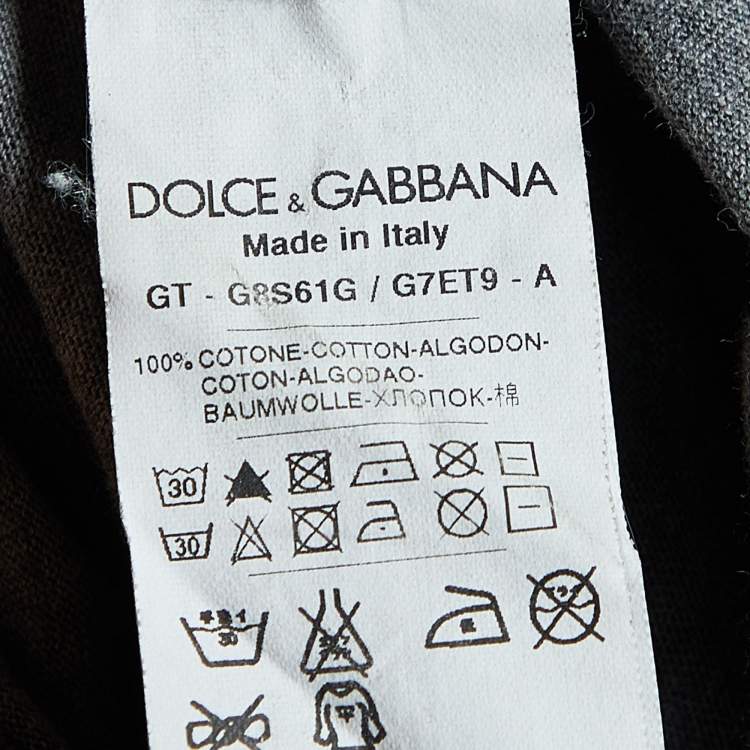 DOLCE & GABBANA
Made in Italy
GT - G8S61G / G7ET9 - A
100% COTONE-COTTON-ALGODON-
COTON-ALGODAO-
BAUMWOLLE-ХЛОПОК-棉
30
30
30